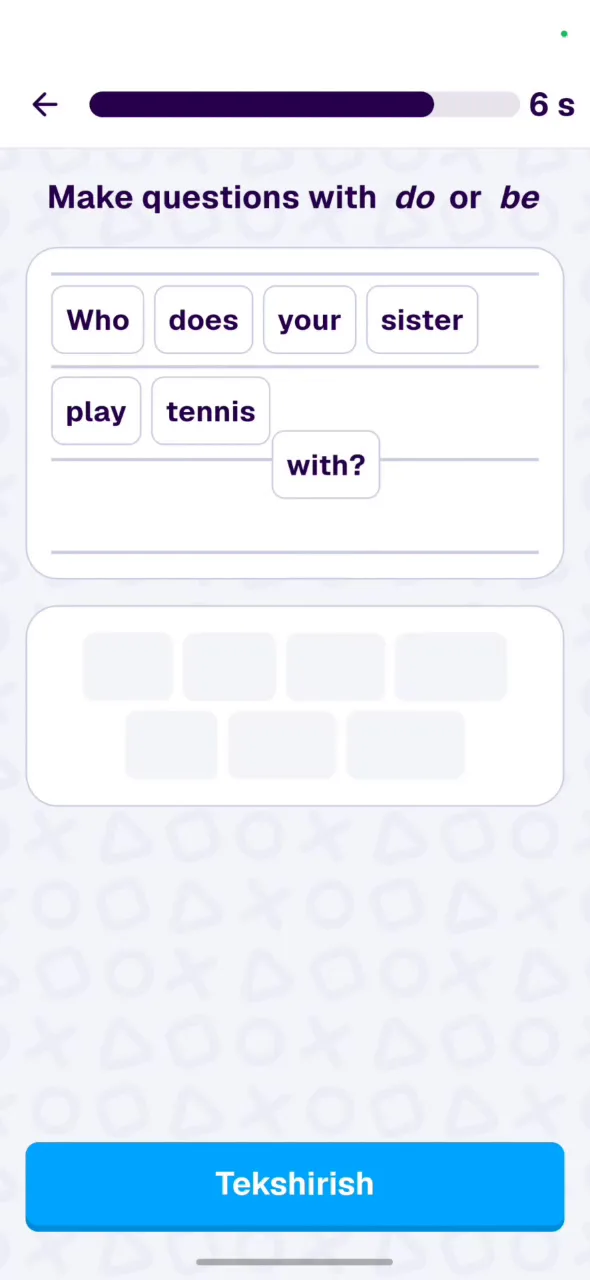 6 s
Make questions with do or be
Who does your sister
play tennis
with?
Tekshirish